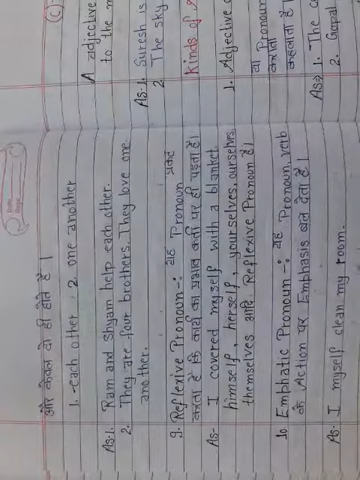 और केवल दो ही होते है।
1. each other 2. one another
As:1. Ram and Shyam help each other.
2. They are four brothers. They love one
another.
9. Reflexive Pronoun -: यह Pronoun प्रकट
करता है कि कार्य का प्रभाव कर्ता पर ही पड़ता है।
As- I covered myself with a blanket.
himself, herself, yourselves, ourselves,
themselves आदि Reflexive Pronoun है।
10. Emphatic Pronoun -: यह Pronoun, verb
के Action पर Emphasis बल देता है।
As:- I myself clean my room.
(C)
A adjective
to the
As:1. Suresh is
2 The sky
Kinds of
1. Adjective
या Pronoun
कहलाता है।
As:- 1. The
2. Gopal